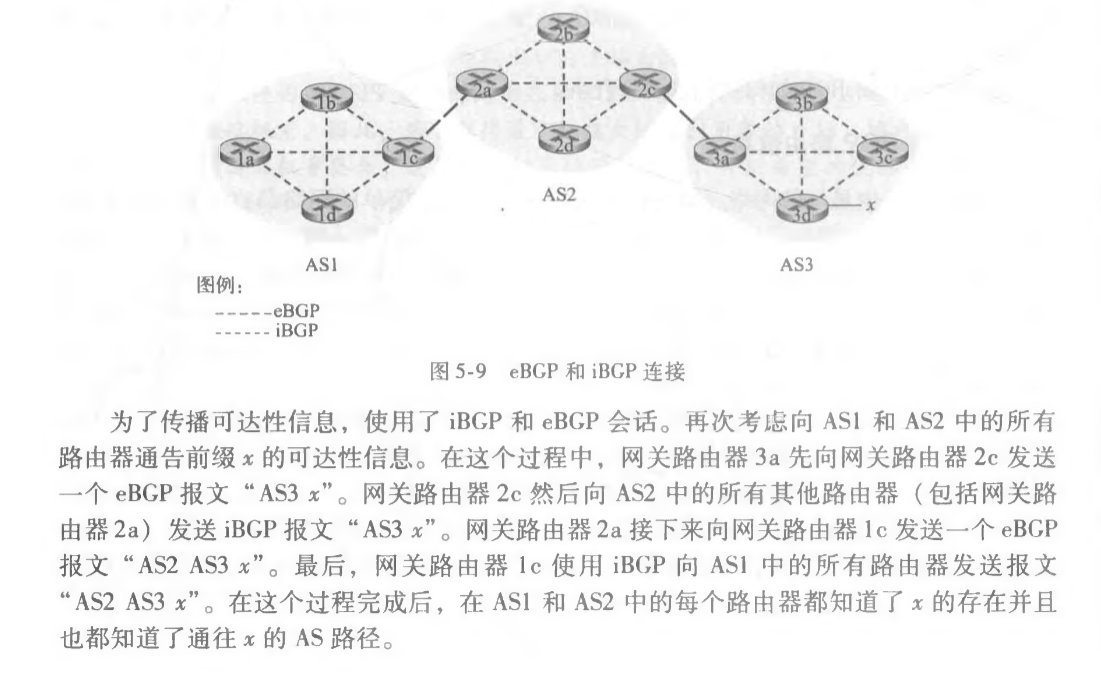 2b
2a
2c
1b
3b
1a
1c
2d
3a
3c
AS2
1d
3d
x
AS1
AS3
图例：
eBGP
iBGP
图 5-9 eBGP 和 iBGP 连接
为了传播可达性信息，使用了 iBGP 和 eBGP 会话。再次考虑向 AS1 和 AS2 中的所有
路由器通告前缀 x 的可达性信息。在这个过程中，网关路由器 3a 先向网关路由器 2c 发送
一个 eBGP 报文“AS3 x”。网关路由器 2c 然后向 AS2 中的所有其他路由器（包括网关路
由器 2a）发送 iBGP 报文“AS3 x”。网关路由器 2a 接下来向网关路由器 1c 发送一个 eBGP
报文“AS2 AS3 x”。最后，网关路由器 1c 使用 iBGP 向 AS1 中的所有路由器发送报文
“AS2 AS3 x”。在这个过程完成后，在 AS1 和 AS2 中的每个路由器都知道了 x 的存在并且
也都知道了通往 x 的 AS 路径。